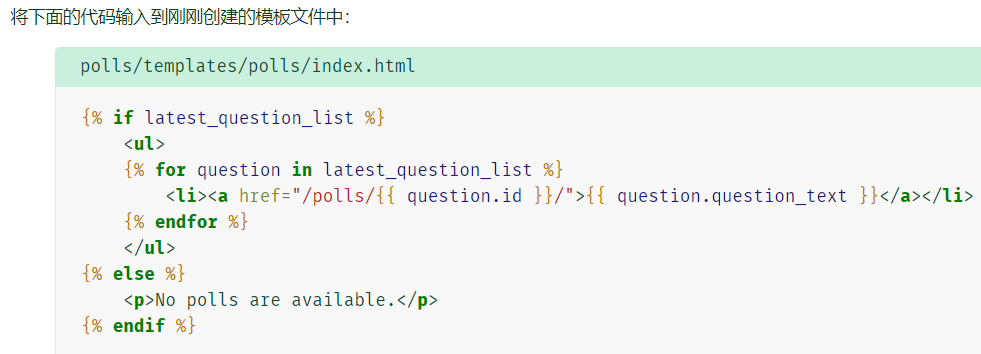 将下面的代码输入到刚刚创建的模板文件中：
polls/templates/polls/index.html
{% if latest_question_list %}
    <ul>
    {% for question in latest_question_list %}
        <li><a href="/polls/{{ question.id }}/">{{ question.question_text }}</a></li>
    {% endfor %}
    </ul>
{% else %}
    <p>No polls are available.</p>
{% endif %}